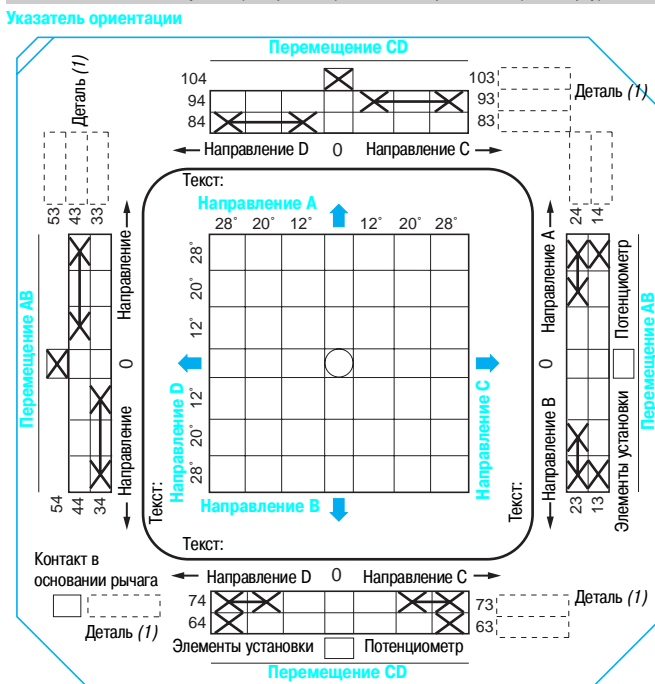 Указатель ориентации
Перемещение CD
104
103
94
93
Деталь (1)
84
83
Направление D 0 Направление C
Деталь (1)
53 43 33
24 14
Текст:
Направление A
28° 20° 12° 12° 20° 28°
28°
20°
12°
12°
20°
28°
Перемещение AB
Направление 0 Направление
54 44 34
Направление D
Направление C
Направление B
Текст:
Текст:
Текст:
Направление B 0 Направление A
23 13
Элементы установки Потенциометр
Перемещение AB
Контакт в
основании рычага
Деталь (1)
Направление D 0 Направление C
74
73
Деталь (1)
64
63
Элементы установки Потенциометр
Перемещение CD